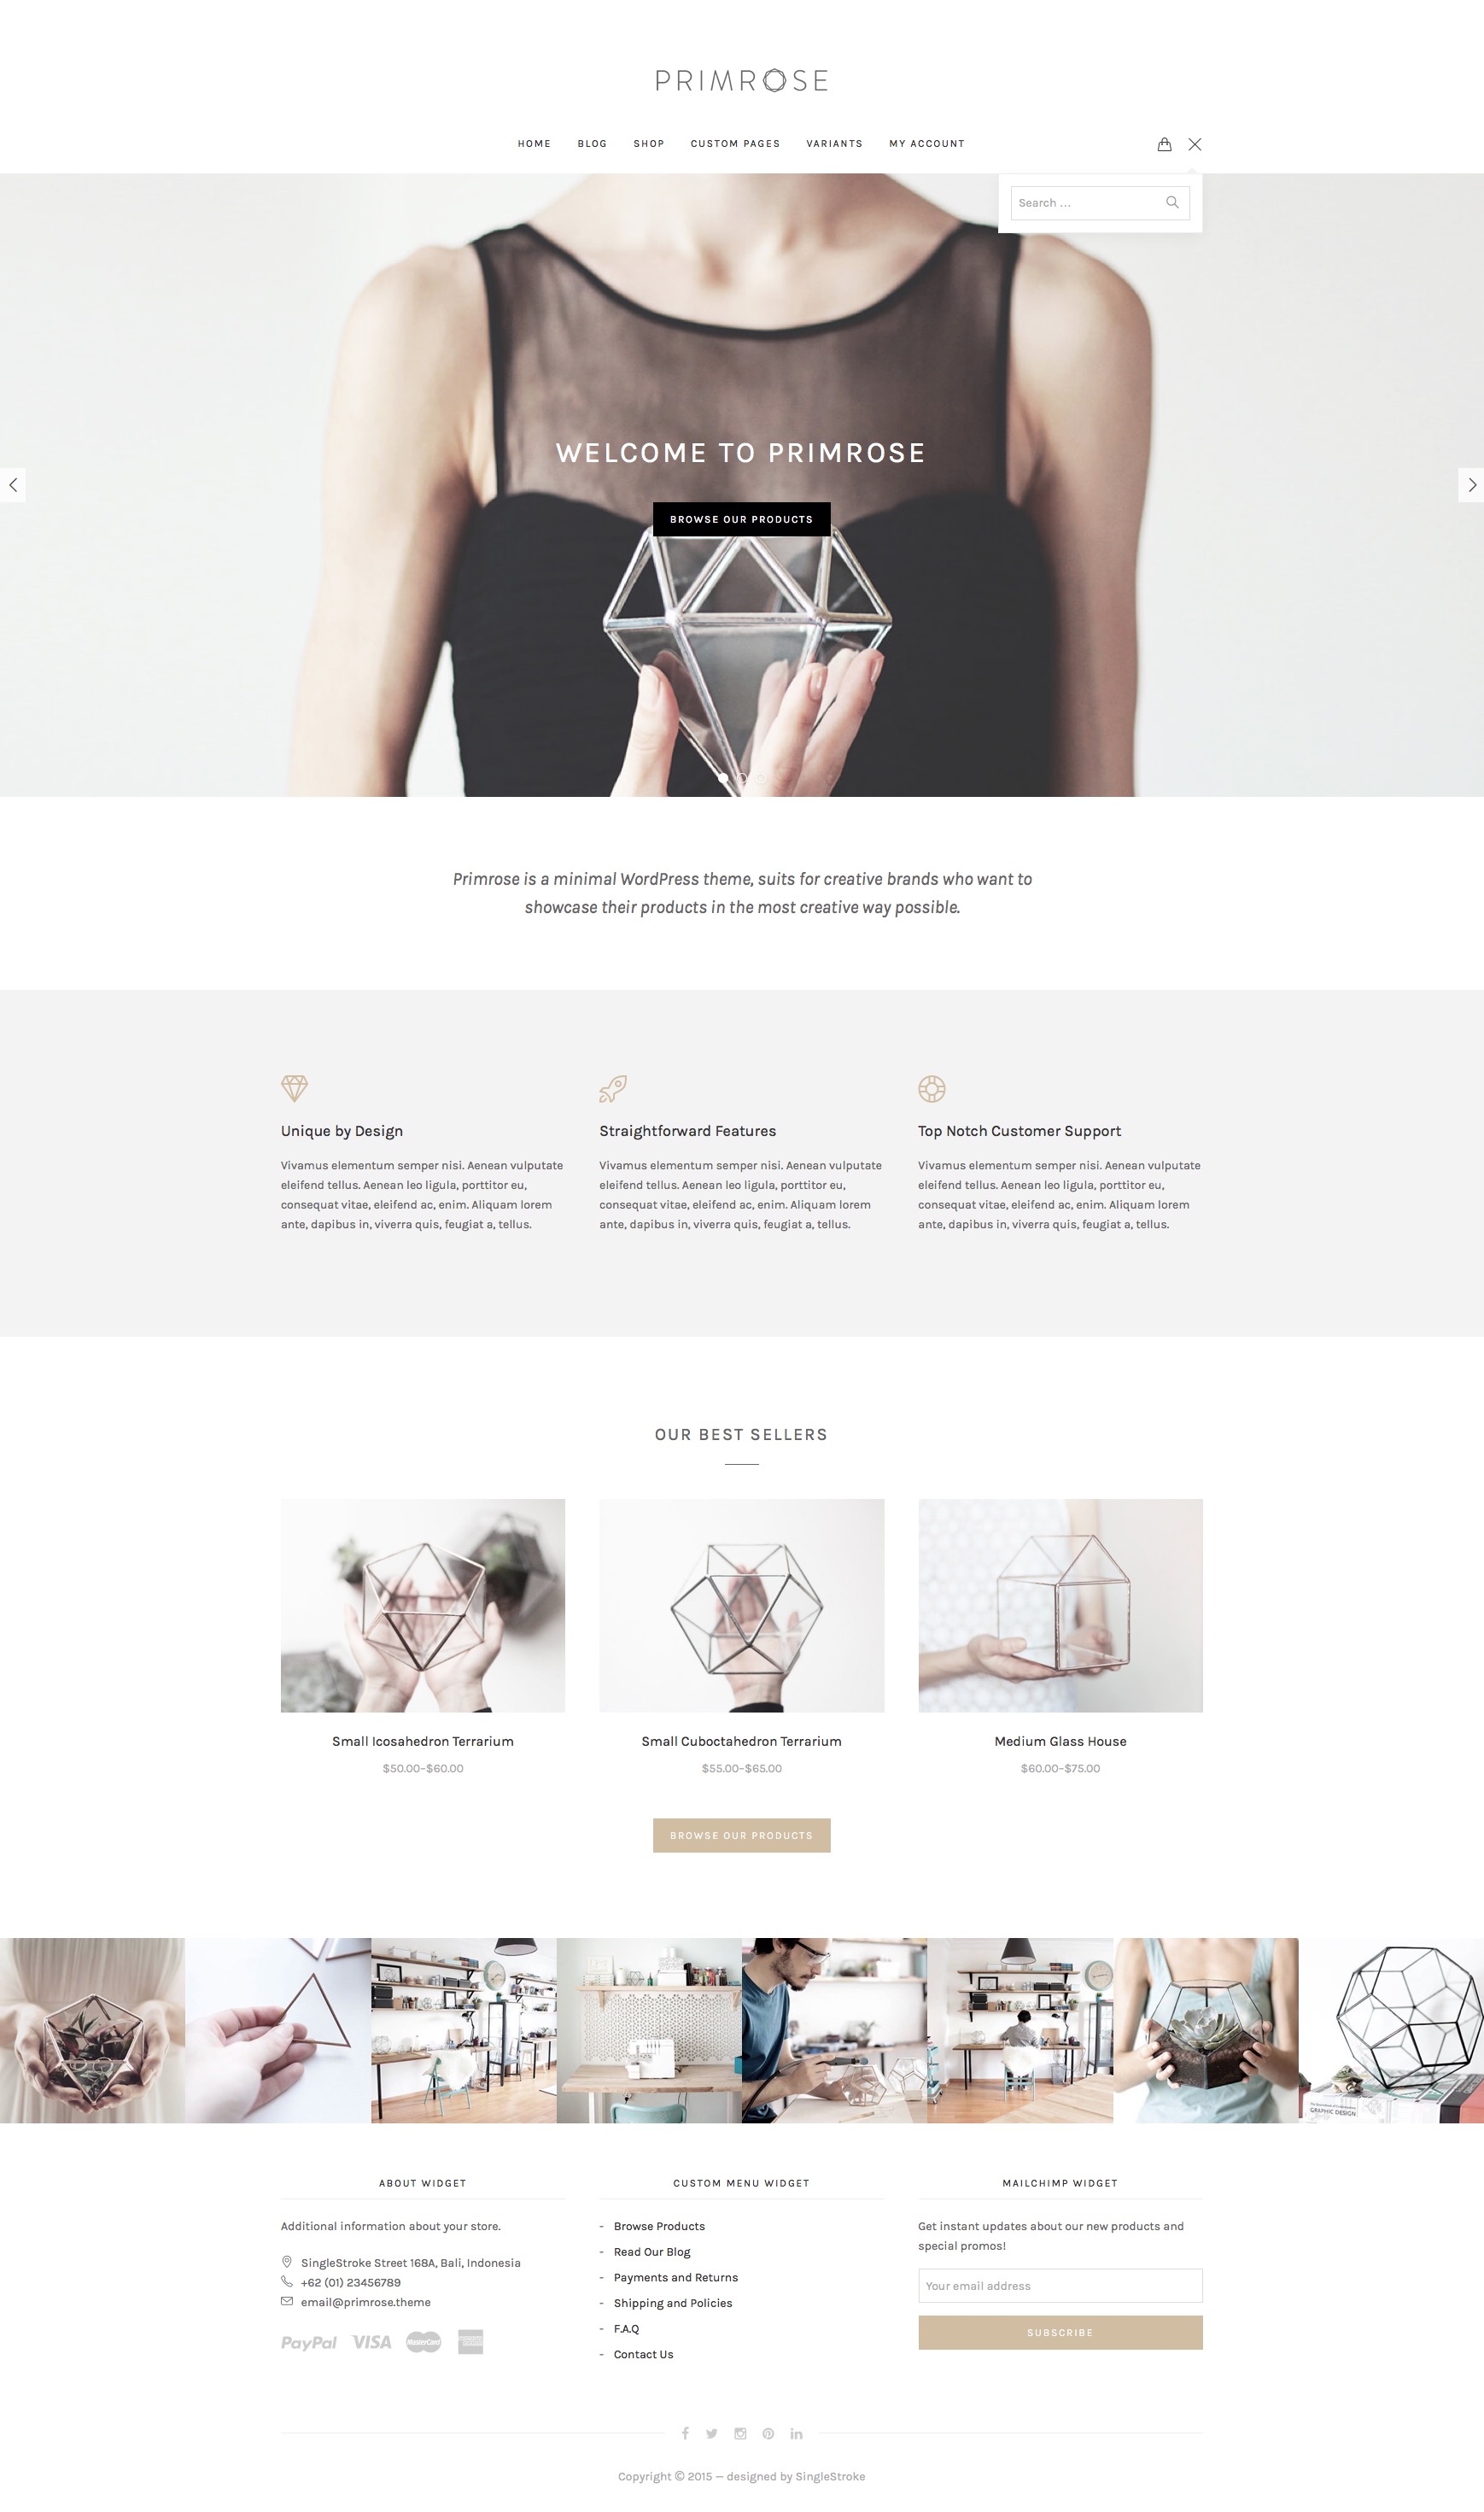 PRIMROSE
HOME BLOG SHOP CUSTOM PAGES VARIANTS MY ACCOUNT
Search ...
WELCOME TO PRIMROSE
BROWSE OUR PRODUCTS
Primrose is a minimal WordPress theme, suits for creative brands who want to
showcase their products in the most creative way possible.
Unique by Design
Vivamus elementum semper nisi. Aenean vulputate
eleifend tellus. Aenean leo ligula, porttitor eu,
consequat vitae, eleifend ac, enim. Aliquam lorem
ante, dapibus in, viverra quis, feugiat a, tellus.
Straightforward Features
Vivamus elementum semper nisi. Aenean vulputate
eleifend tellus. Aenean leo ligula, porttitor eu,
consequat vitae, eleifend ac, enim. Aliquam lorem
ante, dapibus in, viverra quis, feugiat a, tellus.
Top Notch Customer Support
Vivamus elementum semper nisi. Aenean vulputate
eleifend tellus. Aenean leo ligula, porttitor eu,
consequat vitae, eleifend ac, enim. Aliquam lorem
ante, dapibus in, viverra quis, feugiat a, tellus.
OUR BEST SELLERS
Small Icosahedron Terrarium
$50.00–$60.00
Small Cuboctahedron Terrarium
$55.00–$65.00
Medium Glass House
$60.00–$75.00
BROWSE OUR PRODUCTS
GRAPHIC DESIGN
ABOUT WIDGET
Additional information about your store.
SingleStroke Street 168A, Bali, Indonesia
+62 (01) 23456789
email@primrose.theme
PayPal VISA MasterCard
CUSTOM MENU WIDGET
- Browse Products
- Read Our Blog
- Payments and Returns
- Shipping and Policies
- F.A.Q
- Contact Us
MAILCHIMP WIDGET
Get instant updates about our new products and
special promos!
Your email address
SUBSCRIBE
Copyright © 2015 — designed by SingleStroke